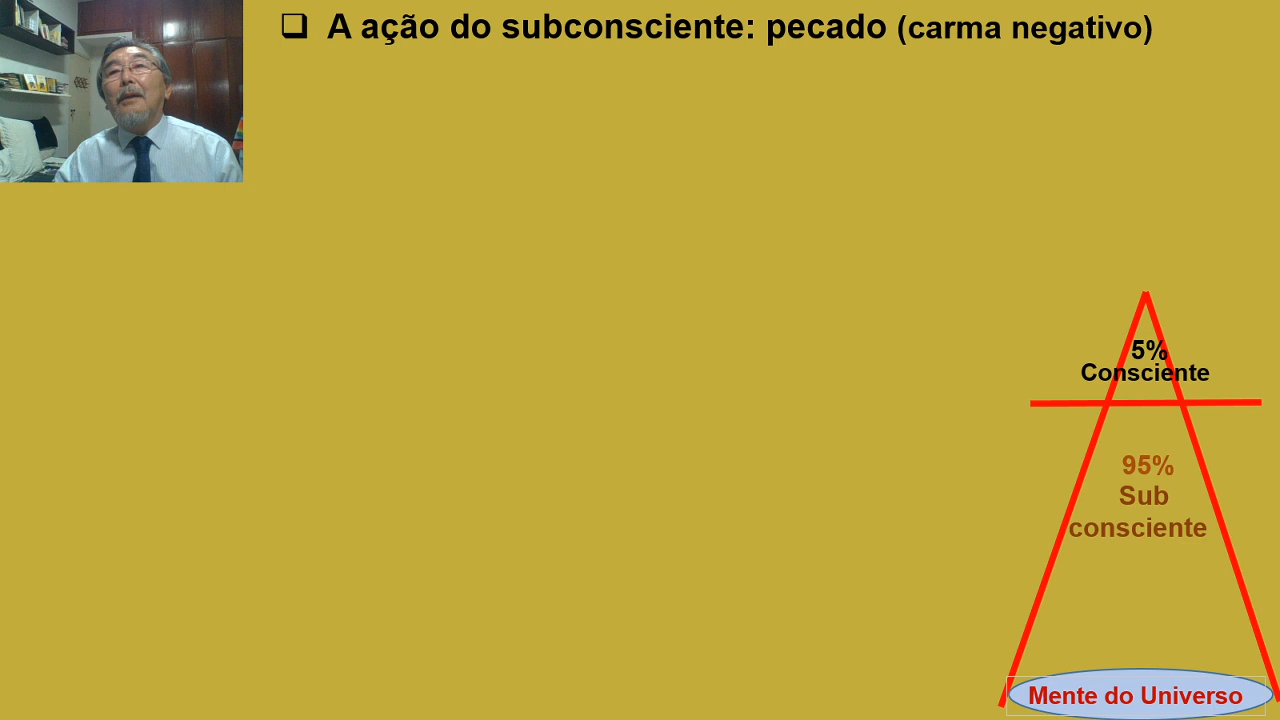 ❑ A ação do subconsciente: pecado (carma negativo)
5%
Consciente
95%
Sub
consciente
Mente do Universo